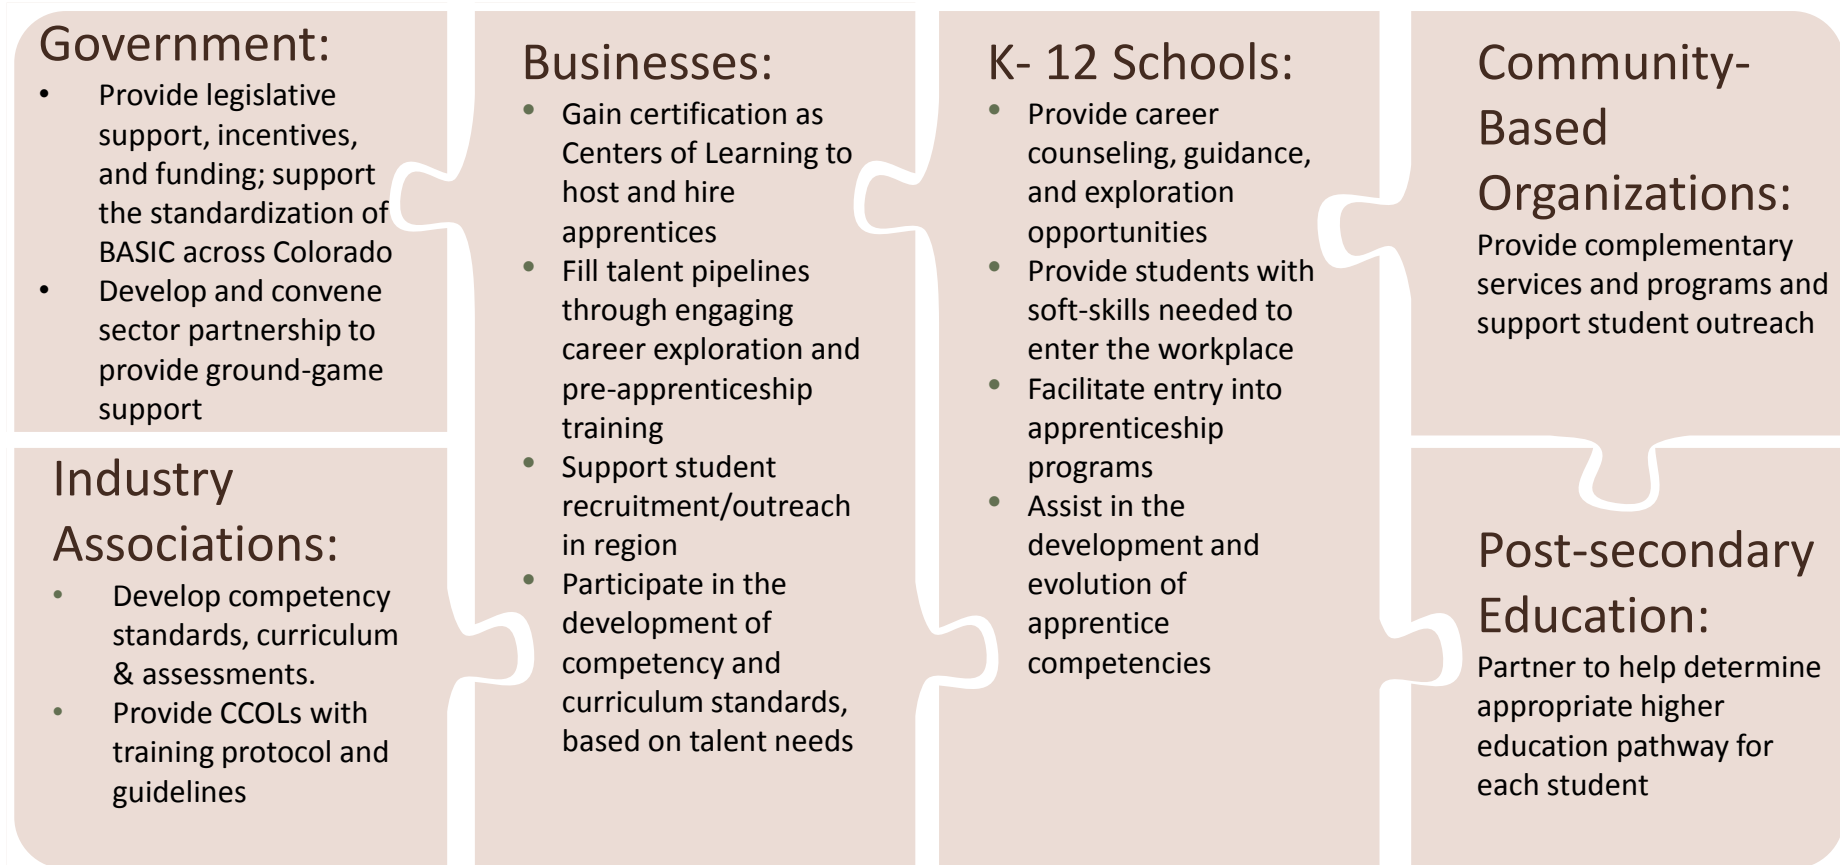 Government:
• Provide legislative
support, incentives,
and funding; support
the standardization of
BASIC across Colorado
• Develop and convene
sector partnership to
provide ground-game
support
Industry
Associations:
• Develop competency
standards, curriculum
& assessments.
• Provide CCOLs with
training protocol and
guidelines
Businesses:
• Gain certification as
Centers of Learning to
host and hire
apprentices
• Fill talent pipelines
through engaging
career exploration and
pre-apprenticeship
training
• Support student
recruitment/outreach
in region
• Participate in the
development of
competency and
curriculum standards,
based on talent needs
K- 12 Schools:
• Provide career
counseling, guidance,
and exploration
opportunities
• Provide students with
soft-skills needed to
enter the workplace
• Facilitate entry into
apprenticeship
programs
• Assist in the
development and
evolution of
apprentice
competencies
Community-
Based
Organizations:
Provide complementary
services and programs and
support student outreach
Post-secondary
Education:
Partner to help determine
appropriate higher
education pathway for
each student